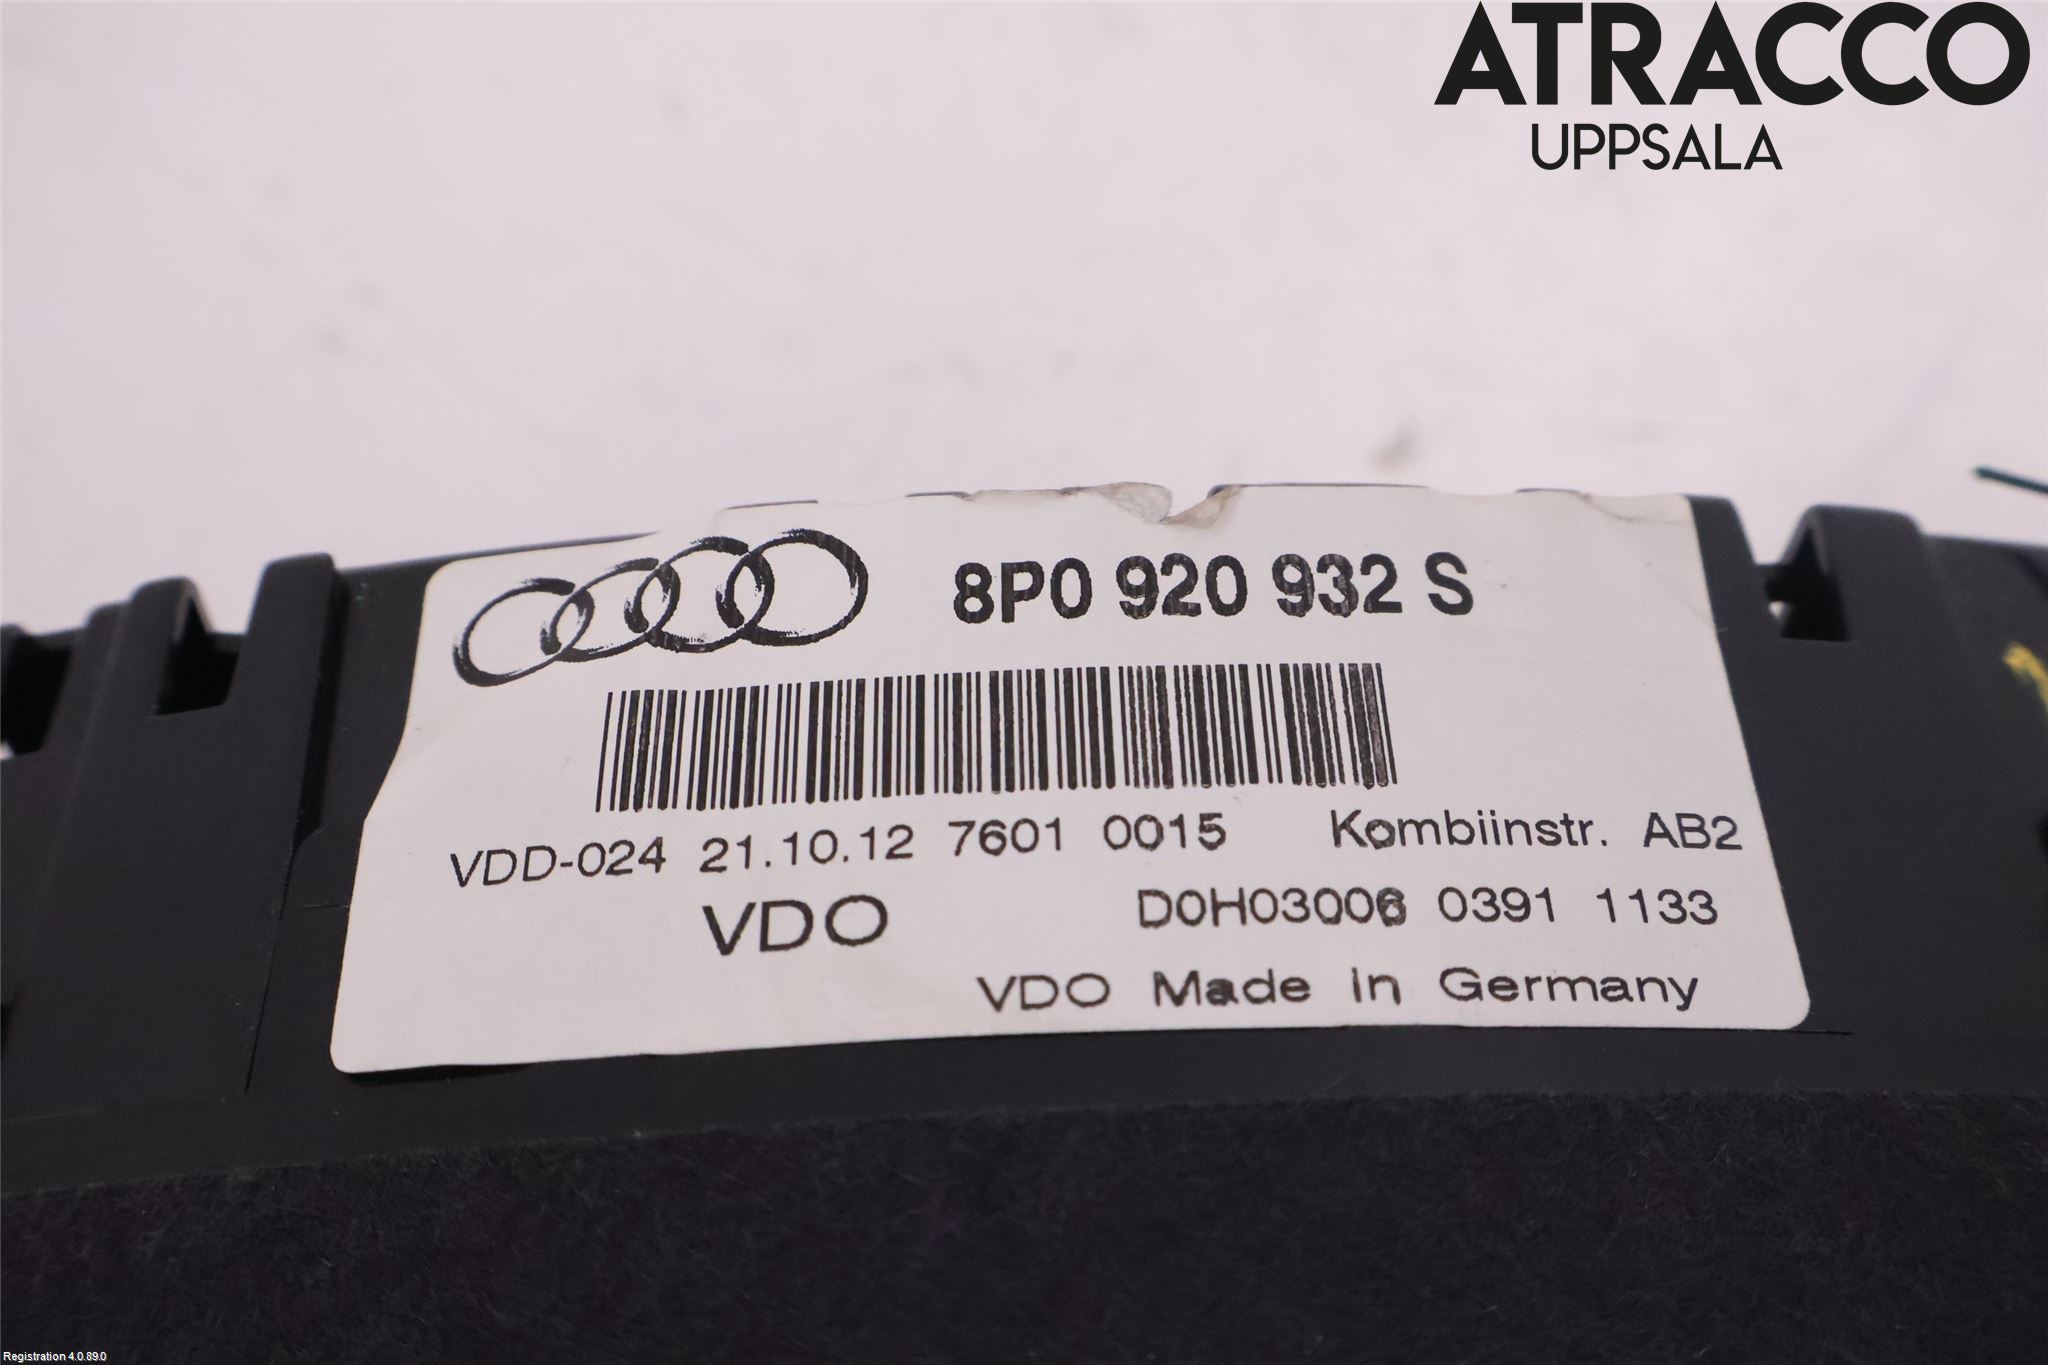 ATRACCO
UPPSALA
8P0 920 932 S
VDD-024 21.10.12 7601 0015 Kombiinstr. AB2
VDO D0H03006 0391 1133
VDO Made in Germany
Registration 4.0.89.0